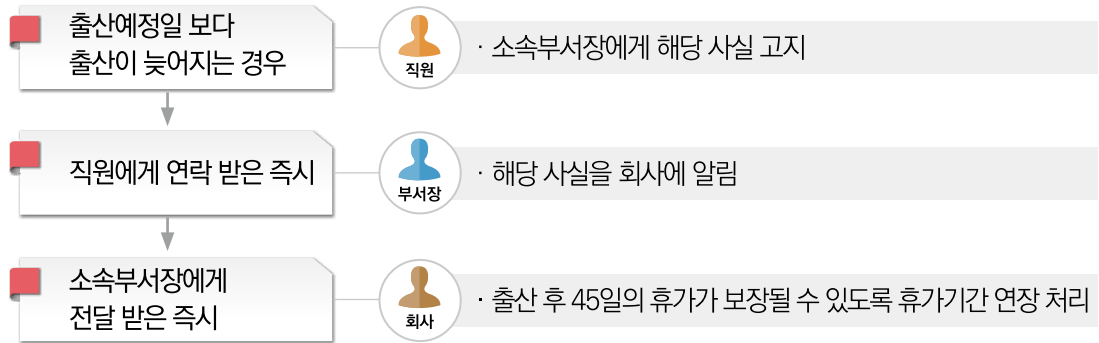 출산예정일 보다
출산이 늦어지는 경우
직원
· 소속부서장에게 해당 사실 고지
직원에게 연락 받은 즉시
부서장
· 해당 사실을 회사에 알림
소속부서장에게
전달 받은 즉시
회사
· 출산 후 45일의 휴가가 보장될 수 있도록 휴가기간 연장 처리